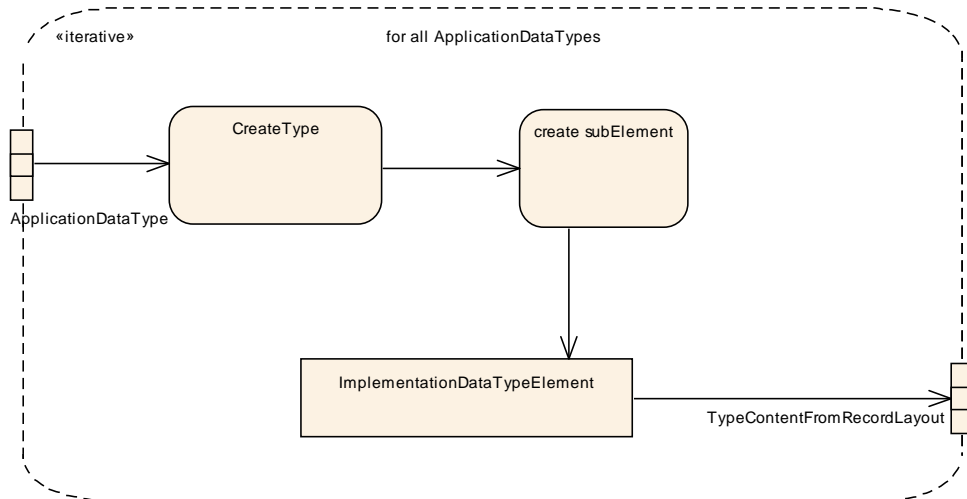 «iterative»
for all ApplicationDataTypes
CreateType
create subElement
ApplicationDataType
ImplementationDataTypeElement
TypeContentFromRecordLayout